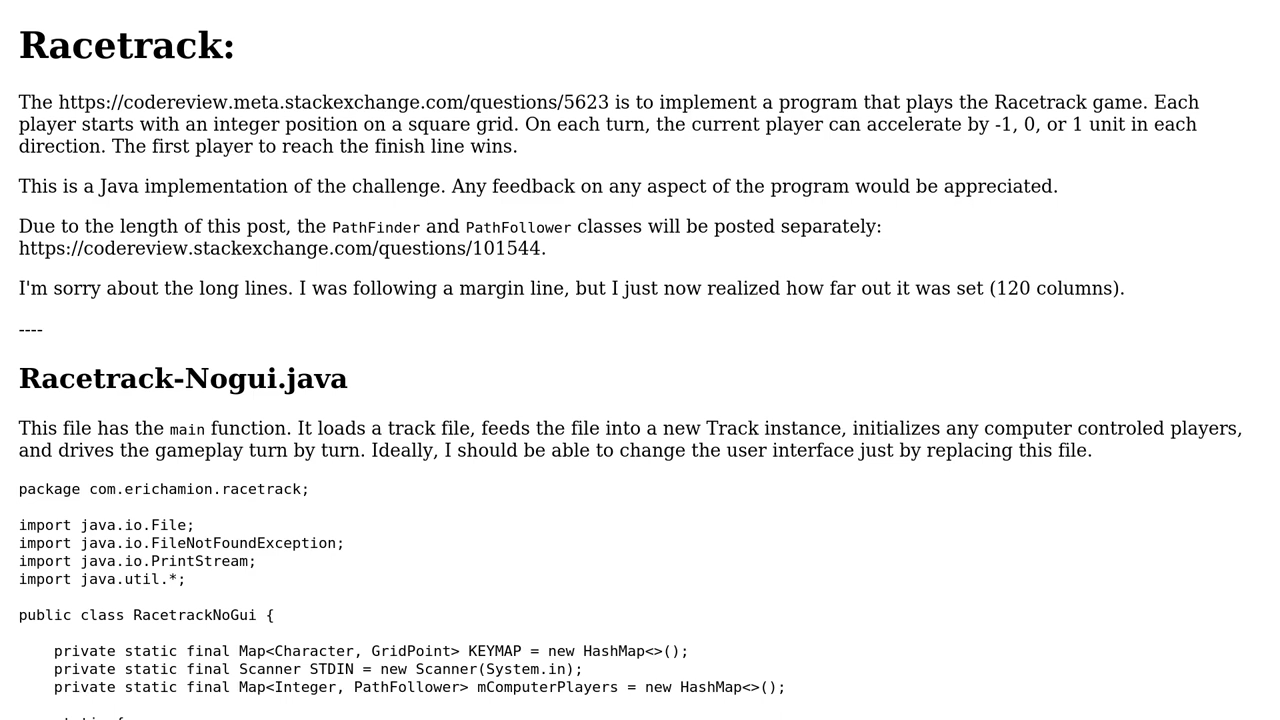 Racetrack:
The https://codereview.meta.stackexchange.com/questions/5623 is to implement a program that plays the Racetrack game. Each
player starts with an integer position on a square grid. On each turn, the current player can accelerate by -1, 0, or 1 unit in each
direction. The first player to reach the finish line wins.
This is a Java implementation of the challenge. Any feedback on any aspect of the program would be appreciated.
Due to the length of this post, the PathFinder and PathFollower classes will be posted separately:
https://codereview.stackexchange.com/questions/101544.
I'm sorry about the long lines. I was following a margin line, but I just now realized how far out it was set (120 columns).
----
Racetrack-Nogui.java
This file has the main function. It loads a track file, feeds the file into a new Track instance, initializes any computer controled players,
and drives the gameplay turn by turn. Ideally, I should be able to change the user interface just by replacing this file.
package com.erichamion.racetrack;
import java.io.File;
import java.io.FileNotFoundException;
import java.io.PrintStream;
import java.util.*;
public class RacetrackNoGui {
    private static final Map<Character, GridPoint> KEYMAP = new HashMap<>();
    private static final Scanner STDIN = new Scanner(System.in);
    private static final Map<Integer, PathFollower> mComputerPlayers = new HashMap<>();